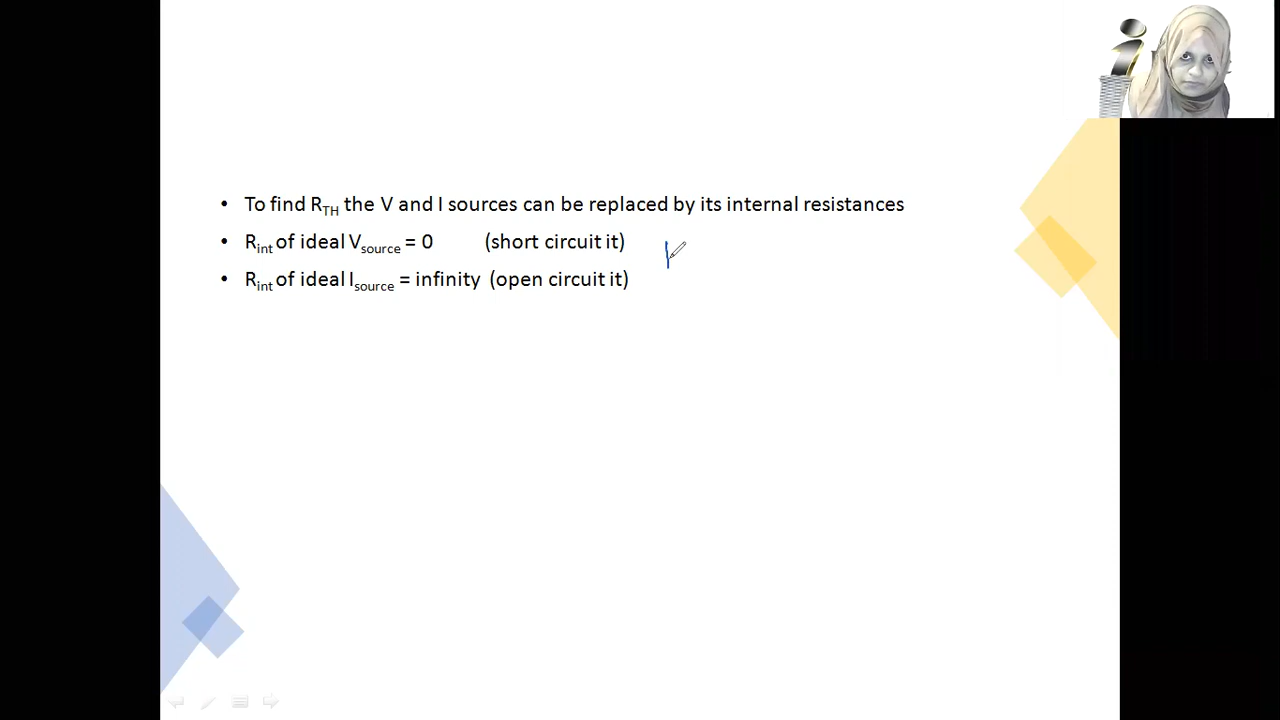 • To find R_TH the V and I sources can be replaced by its internal resistances
• R_int of ideal V_source = 0 (short circuit it)
• R_int of ideal I_source = infinity (open circuit it)